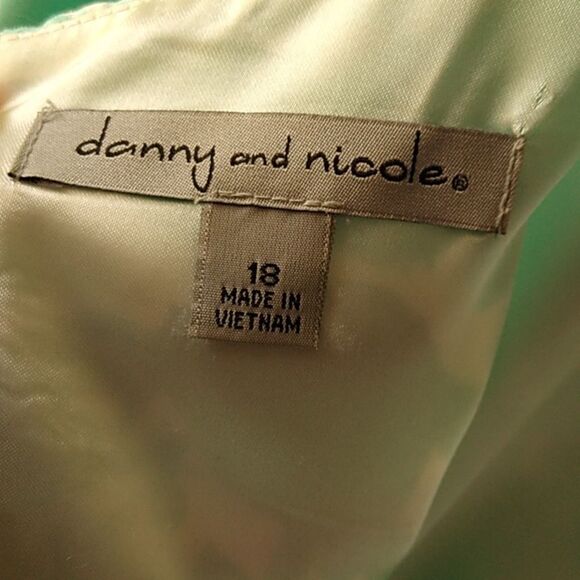 danny and nicole®
18
MADE IN
VIETNAM